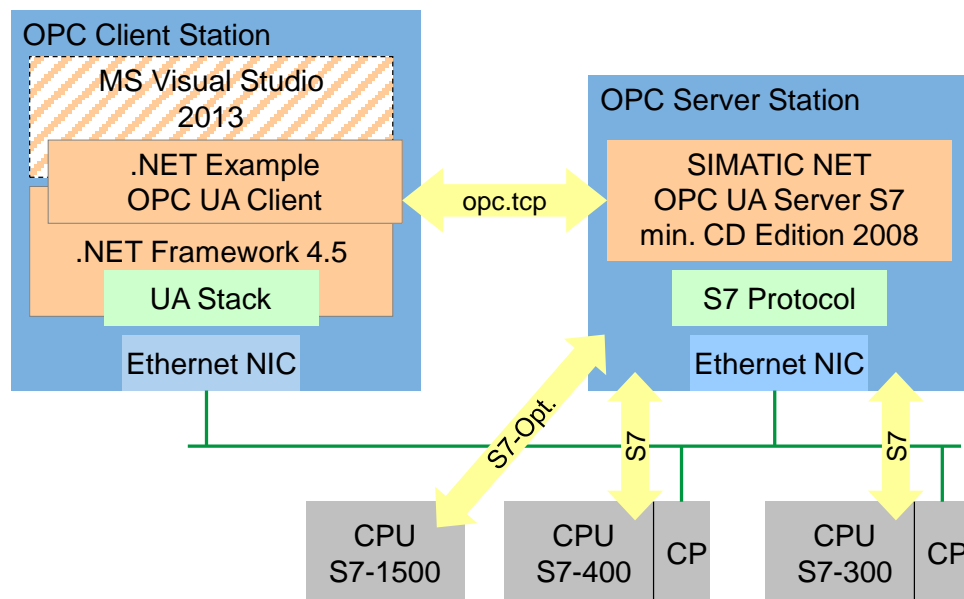 OPC Client Station
MS Visual Studio
2013
.NET Example
OPC UA Client
.NET Framework 4.5
UA Stack
Ethernet NIC
opc.tcp
OPC Server Station
SIMATIC NET
OPC UA Server S7
min. CD Edition 2008
S7 Protocol
Ethernet NIC
S7-Opt.
S7
S7
CPU
S7-1500
CPU
S7-400
CP
CPU
S7-300
CP